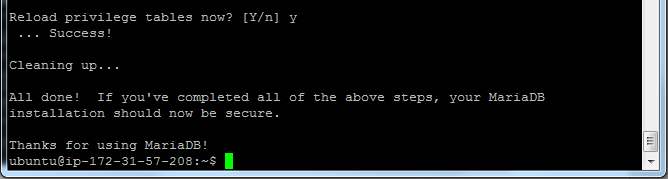 Reload privilege tables now? [Y/n] y
 ... Success!
Cleaning up...
All done!  If you've completed all of the above steps, your MariaDB
installation should now be secure.
Thanks for using MariaDB!
ubuntu@ip-172-31-57-208:~$